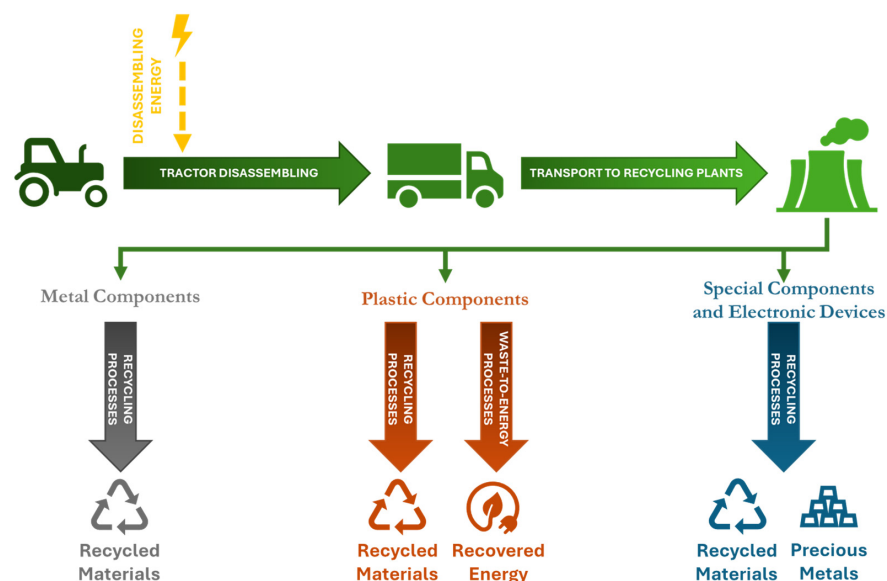 DISASSEMBLING
ENERGY
TRACTOR DISASSEMBLING
TRANSPORT TO RECYCLING PLANTS
Metal Components
Plastic Components
Special Components
and Electronic Devices
RECYCLING
PROCESSES
RECYCLING
PROCESSES
WASTE-TO-ENERGY
PROCESSES
RECYCLING
PROCESSES
Recycled
Materials
Recycled
Materials
Recovered
Energy
Recycled
Materials
Precious
Metals